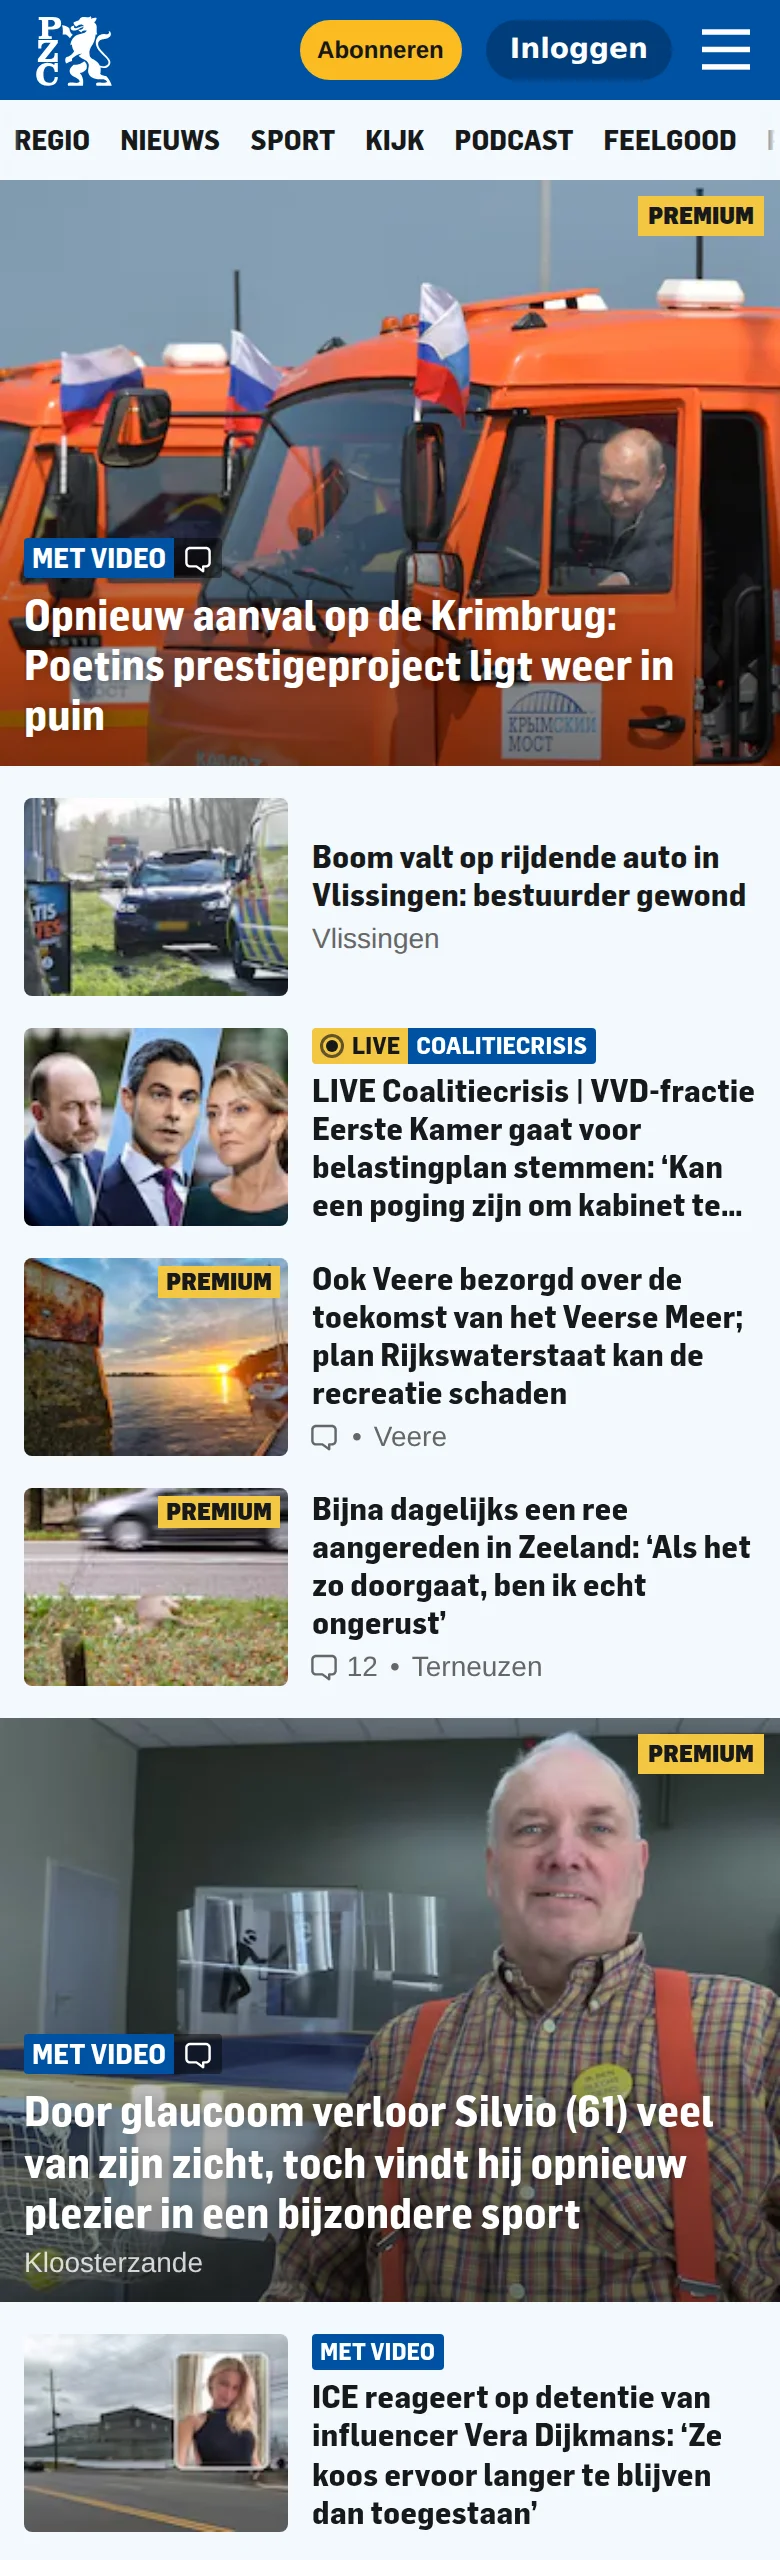 PZC
Abonneren
Inloggen
REGIO NIEUWS SPORT KIJK PODCAST FEELGOOD
PREMIUM
КРЫМСКИЙ
МОСТ
MET VIDEO
Opnieuw aanval op de Krimbrug:
Poetins prestigeproject ligt weer in
puin
Boom valt op rijdende auto in
Vlissingen: bestuurder gewond
Vlissingen
LIVE COALITIECRISIS
LIVE Coalitiecrisis | VVD-fractie
Eerste Kamer gaat voor
belastingplan stemmen: ‘Kan
een poging zijn om kabinet te...
PREMIUM
Ook Veere bezorgd over de
toekomst van het Veerse Meer;
plan Rijkswaterstaat kan de
recreatie schaden
• Veere
PREMIUM
Bijna dagelijks een ree
aangereden in Zeeland: ‘Als het
zo doorgaat, ben ik echt
ongerust’
12 • Terneuzen
PREMIUM
MET VIDEO
Door glaucoom verloor Silvio (61) veel
van zijn zicht, toch vindt hij opnieuw
plezier in een bijzondere sport
Kloosterzande
MET VIDEO
ICE reageert op detentie van
influencer Vera Dijkmans: ‘Ze
koos ervoor langer te blijven
dan toegestaan’